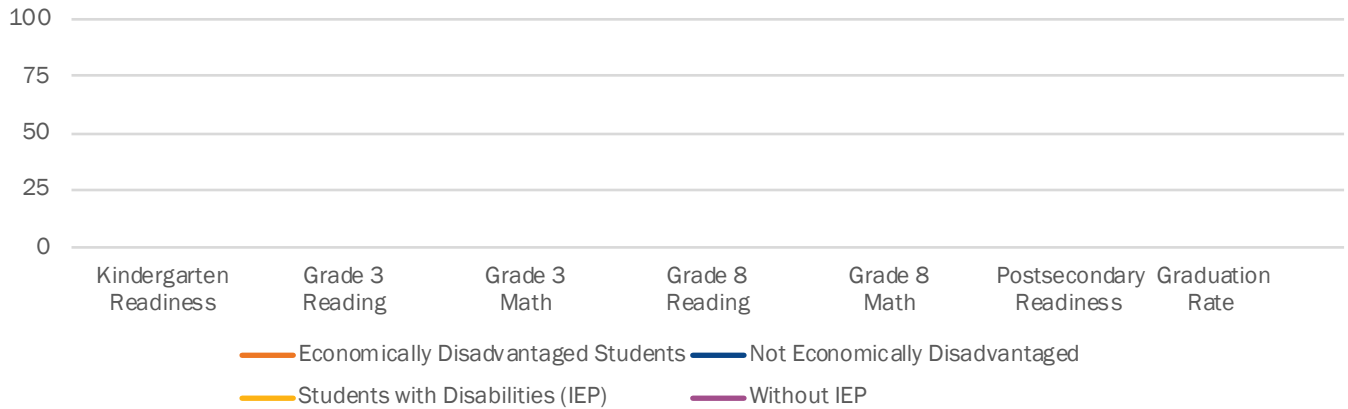 100
75
50
25
0
Kindergarten Readiness
Grade 3 Reading
Grade 3 Math
Grade 8 Reading
Grade 8 Math
Postsecondary Readiness
Graduation Rate
Economically Disadvantaged Students
Not Economically Disadvantaged
Students with Disabilities (IEP)
Without IEP